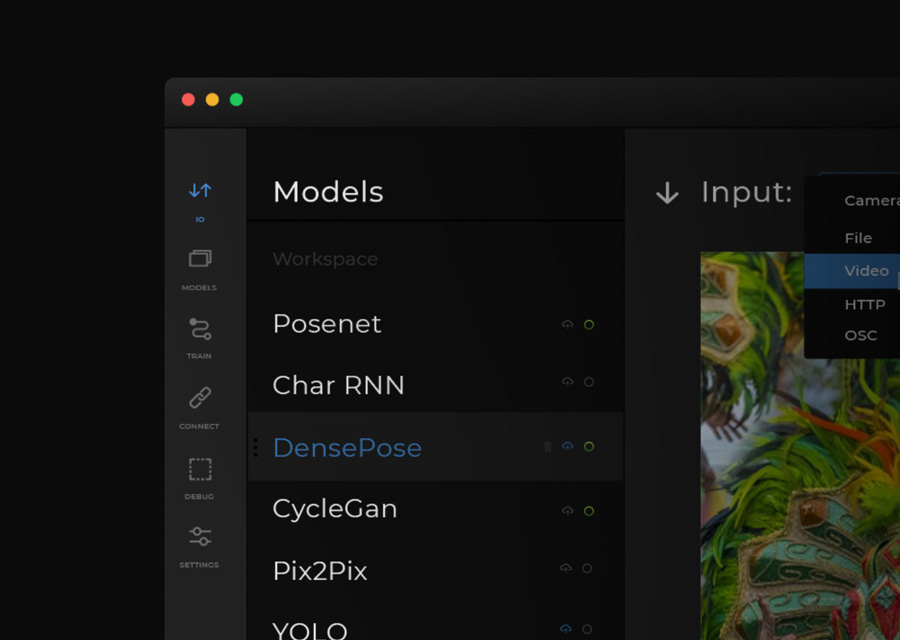 IO
MODELS
TRAIN
CONNECT
DEBUG
SETTINGS
Models
Workspace
Posenet
Char RNN
DensePose
CycleGan
Pix2Pix
YOLO
Input:
Camera
File
Video
HTTP
OSC